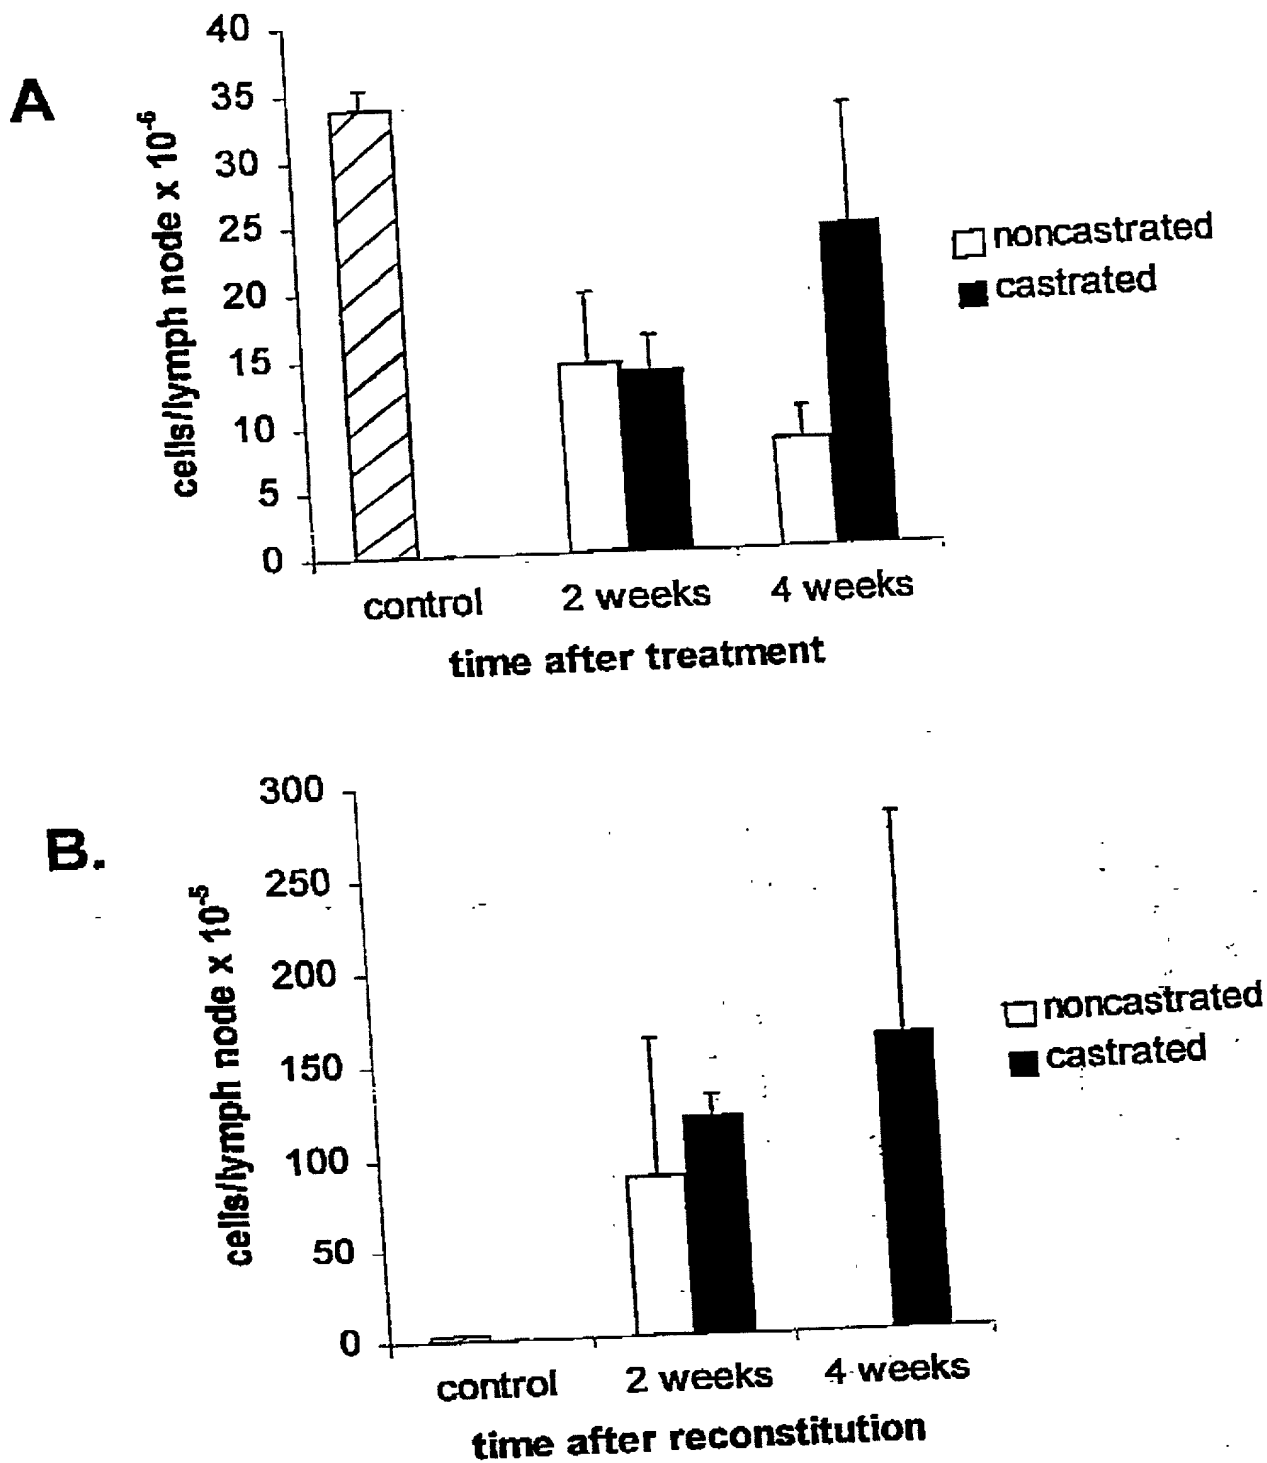 A
40
35
30
25
20
15
10
5
0
cells/lymph node x 10⁻⁶
control 2 weeks 4 weeks
time after treatment
noncastrated
castrated
B.
300
250
200
150
100
50
0
cells/lymph node x 10⁻⁵
control 2 weeks 4 weeks
time after reconstitution
noncastrated
castrated